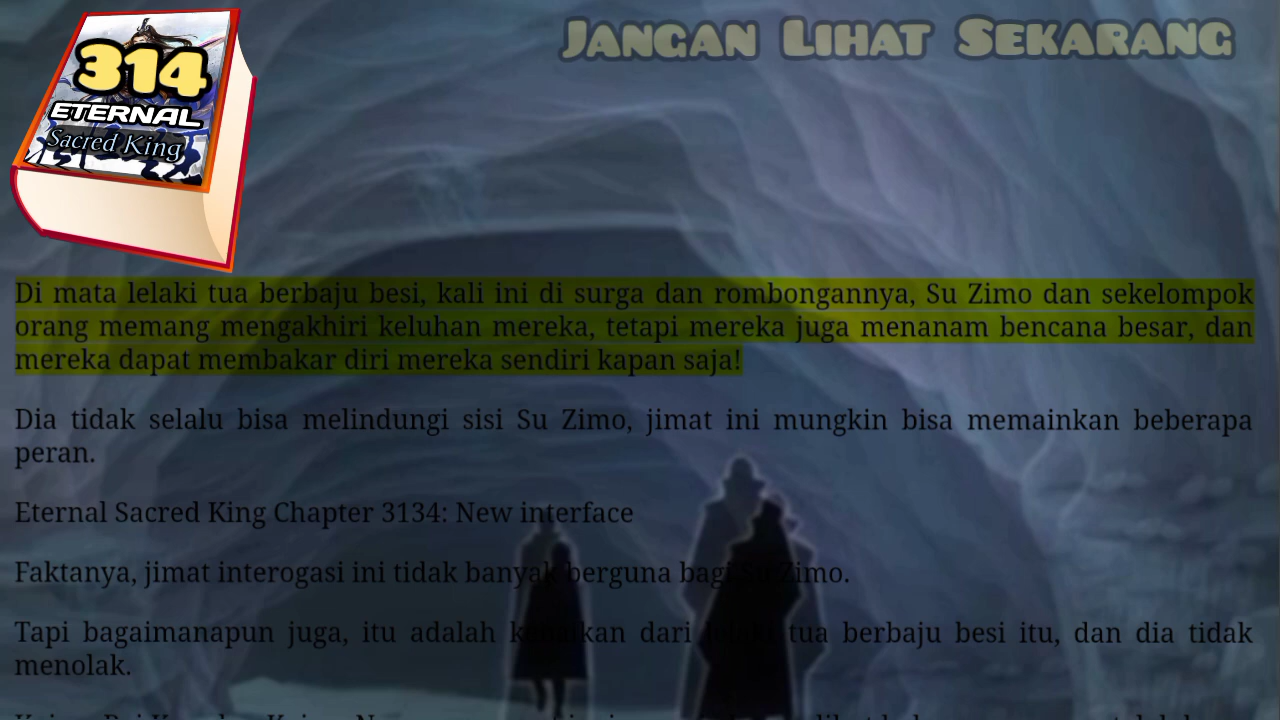 Jangan Lihat Sekarang
314
ETERNAL
Sacred King
Di mata lelaki tua berbaju besi, kali ini di surga dan rombongannya, Su Zimo dan sekelompok
orang memang mengakhiri keluhan mereka, tetapi mereka juga menanam bencana besar, dan
mereka dapat membakar diri mereka sendiri kapan saja!
Dia tidak selalu bisa melindungi sisi Su Zimo, jimat ini mungkin bisa memainkan beberapa
peran.
Eternal Sacred King Chapter 3134: New interface
Faktanya, jimat interogasi ini tidak banyak berguna bagi Su Zimo.
Tapi bagaimanapun juga, itu adalah kebaikan dari lelaki tua berbaju besi itu, dan dia tidak
menolak.